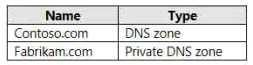 Name Type
Contoso.com DNS zone
Fabrikam.com Private DNS zone